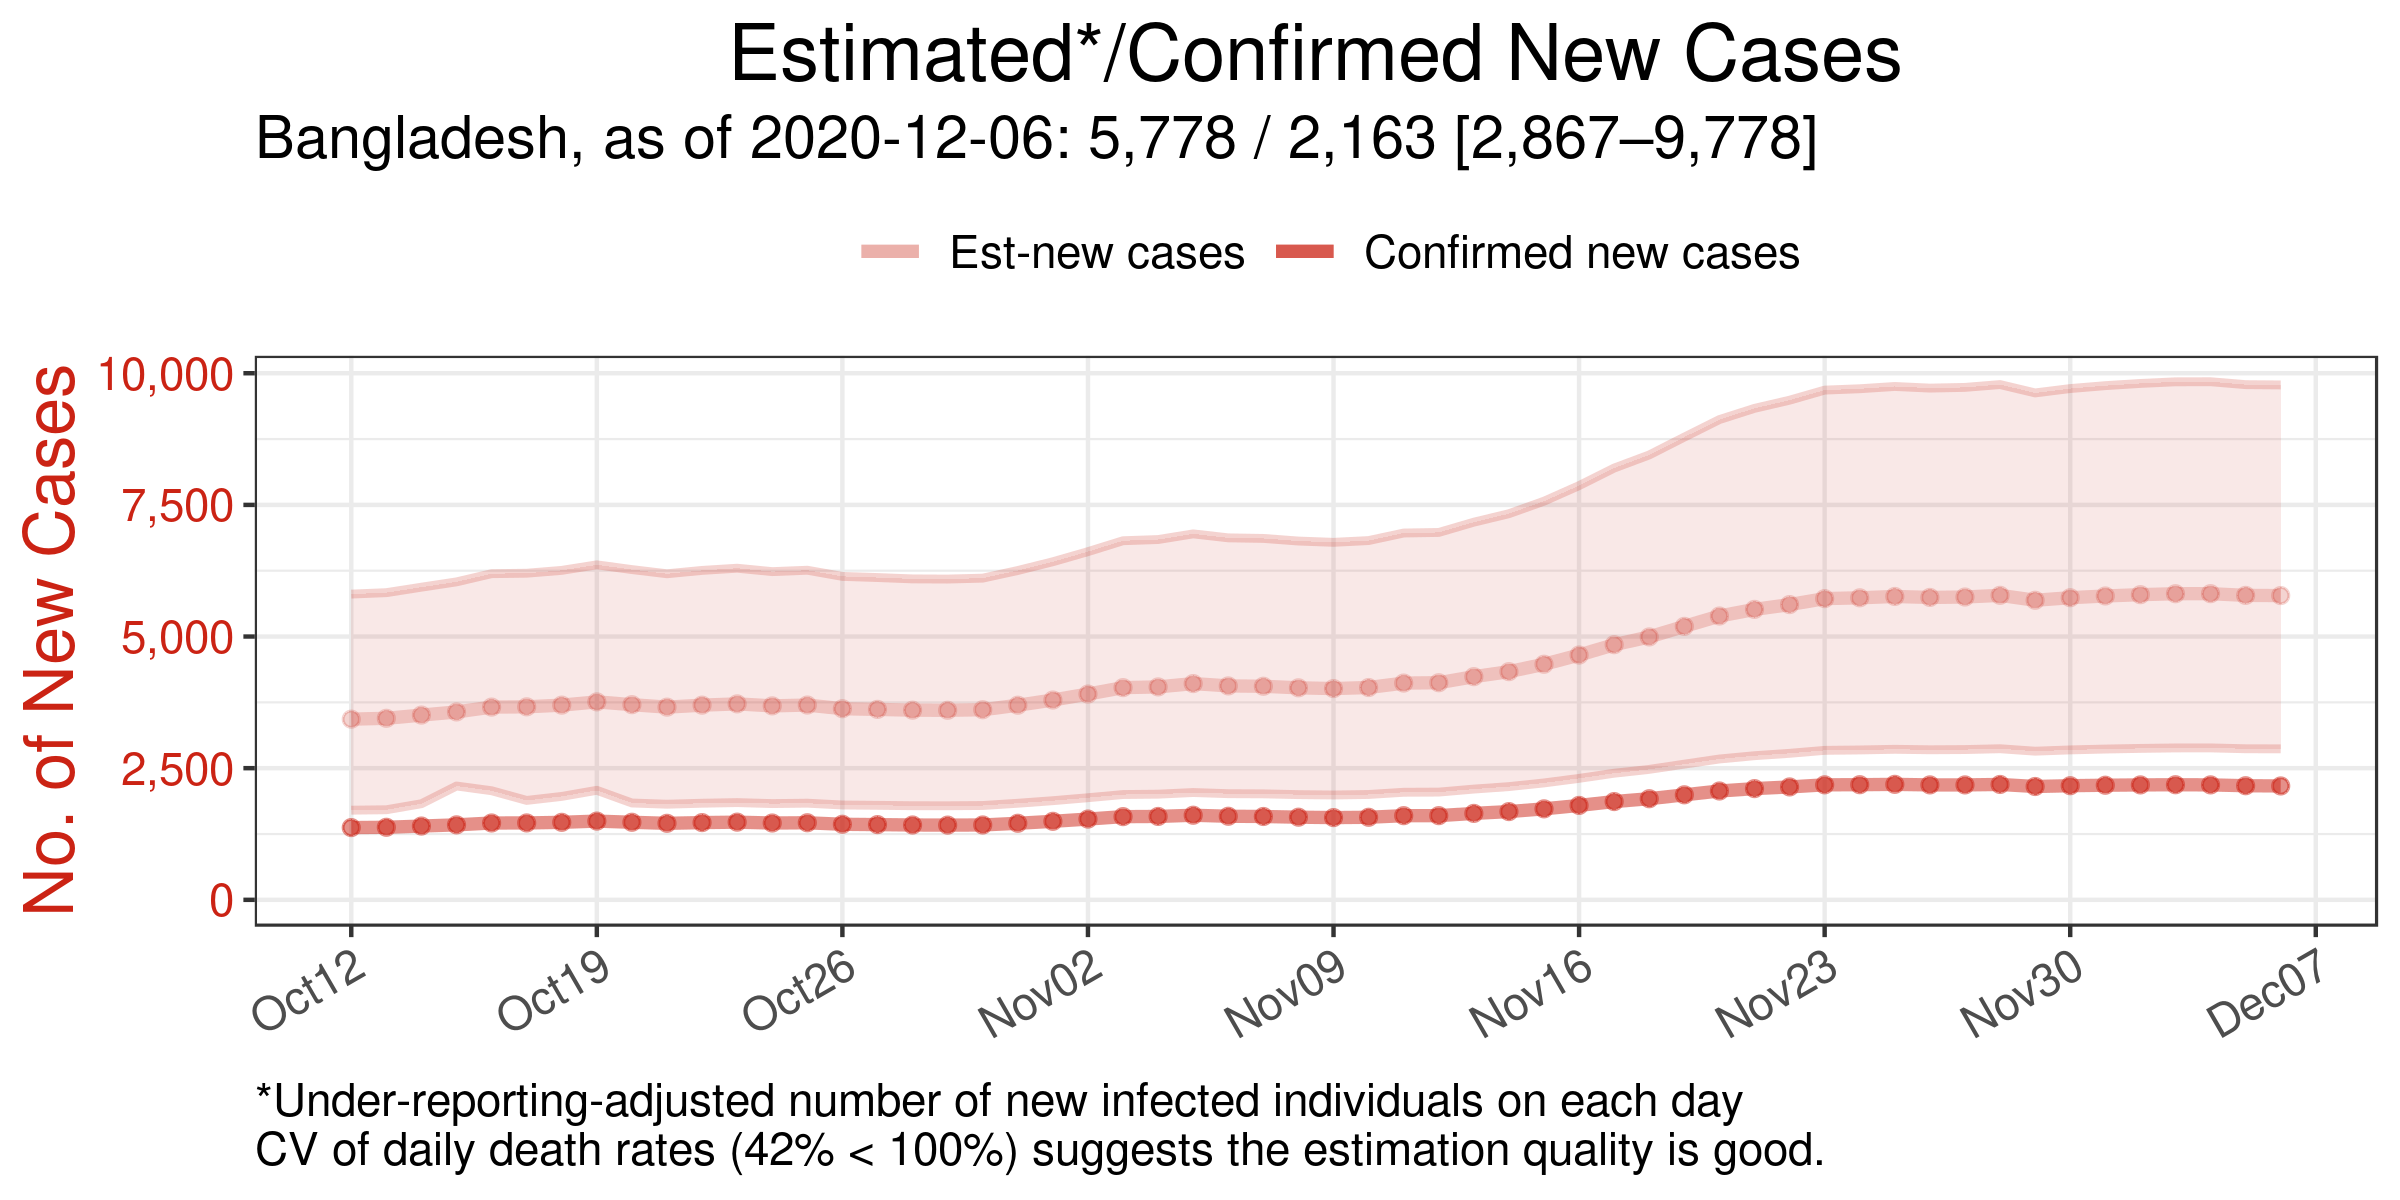 Estimated*/Confirmed New Cases
Bangladesh, as of 2020-12-06: 5,778 / 2,163 [2,867–9,778]
Est-new cases
Confirmed new cases
No. of New Cases
10,000
7,500
5,000
2,500
0
Oct12
Oct19
Oct26
Nov02
Nov09
Nov16
Nov23
Nov30
Dec07
*Under-reporting-adjusted number of new infected individuals on each day
CV of daily death rates (42% < 100%) suggests the estimation quality is good.